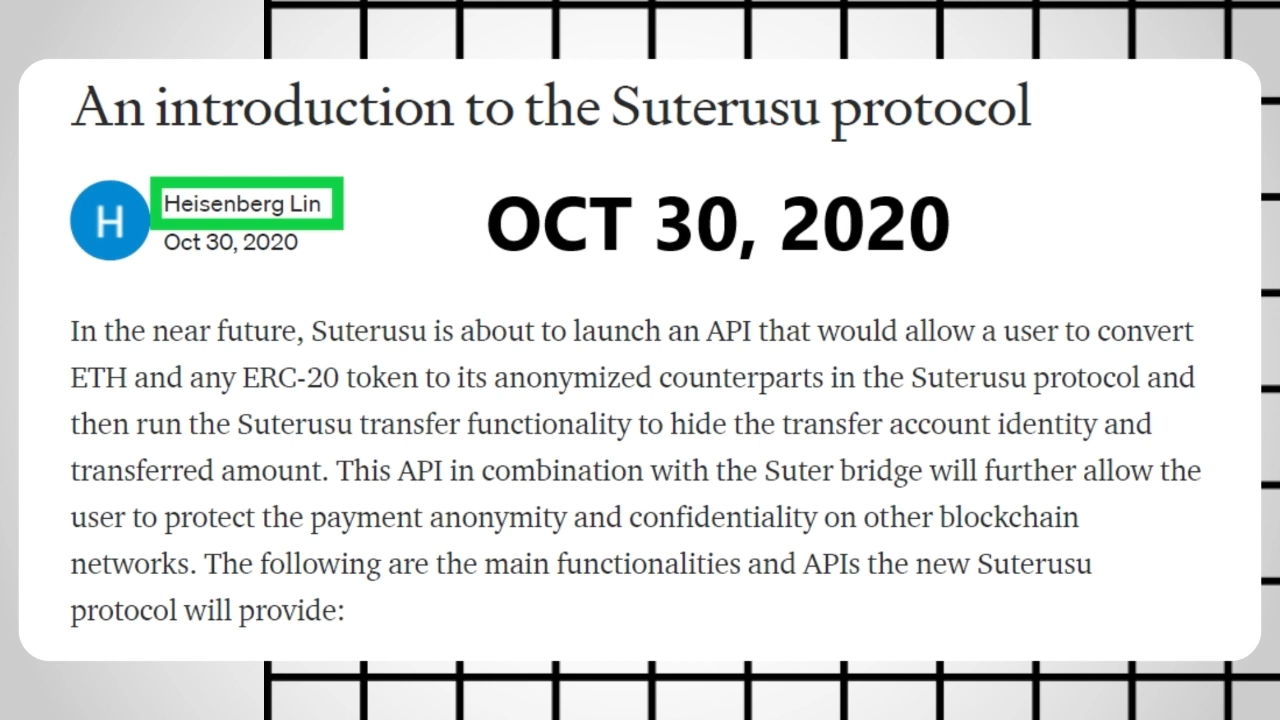 An introduction to the Suterusu protocol
H
Heisenberg Lin
Oct 30, 2020
OCT 30, 2020
In the near future, Suterusu is about to launch an API that would allow a user to convert
ETH and any ERC-20 token to its anonymized counterparts in the Suterusu protocol and
then run the Suterusu transfer functionality to hide the transfer account identity and
transferred amount. This API in combination with the Suter bridge will further allow the
user to protect the payment anonymity and confidentiality on other blockchain
networks. The following are the main functionalities and APIs the new Suterusu
protocol will provide: